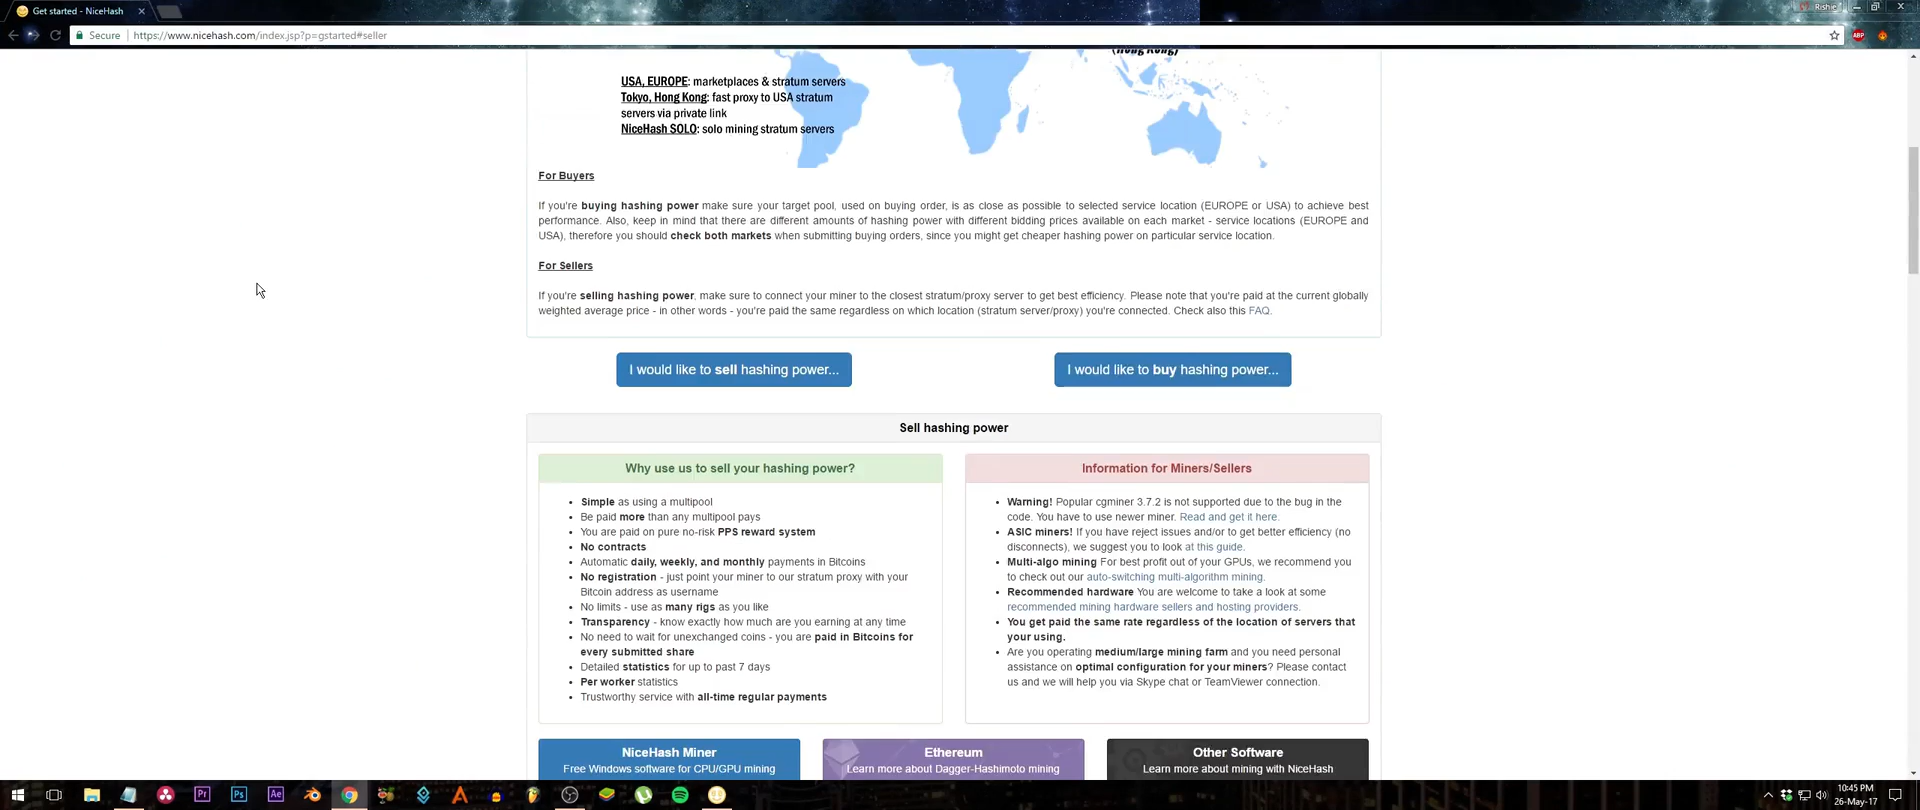 Get started - NiceHash
Rishie
Secure
https://www.nicehash.com/index.jsp?p=gstarted#seller
ABP
(Hong Kong)
USA, EUROPE: marketplaces & stratum servers
Tokyo, Hong Kong: fast proxy to USA stratum
servers via private link
NiceHash SOLO: solo mining stratum servers
For Buyers
If you're buying hashing power make sure your target pool, used on buying order, is as close as possible to selected service location (EUROPE or USA) to achieve best
performance. Also, keep in mind that there are different amounts of hashing power with different bidding prices available on each market - service locations (EUROPE and
USA), therefore you should check both markets when submitting buying orders, since you might get cheaper hashing power on particular service location.
For Sellers
If you're selling hashing power, make sure to connect your miner to the closest stratum/proxy server to get best efficiency. Please note that you're paid at the current globally
weighted average price - in other words - you're paid the same regardless on which location (stratum server/proxy) you're connected. Check also this FAQ.
I would like to sell hashing power...
I would like to buy hashing power...
Sell hashing power
Why use us to sell your hashing power?
Simple as using a multipool
Be paid more than any multipool pays
You are paid on pure no-risk PPS reward system
No contracts
Automatic daily, weekly, and monthly payments in Bitcoins
No registration - just point your miner to our stratum proxy with your
Bitcoin address as username
No limits - use as many rigs as you like
Transparency - know exactly how much are you earning at any time
No need to wait for unexchanged coins - you are paid in Bitcoins for
every submitted share
Detailed statistics for up to past 7 days
Per worker statistics
Trustworthy service with all-time regular payments
Information for Miners/Sellers
Warning! Popular cgminer 3.7.2 is not supported due to the bug in the
code. You have to use newer miner. Read and get it here.
ASIC miners! If you have reject issues and/or to get better efficiency (no
disconnects), we suggest you to look at this guide.
Multi-algo mining For best profit out of your GPUs, we recommend you
to check out our auto-switching multi-algorithm mining.
Recommended hardware You are welcome to take a look at some
recommended mining hardware sellers and hosting providers.
You get paid the same rate regardless of the location of servers that
your using.
Are you operating medium/large mining farm and you need personal
assistance on optimal configuration for your miners? Please contact
us and we will help you via Skype chat or TeamViewer connection.
NiceHash Miner
Free Windows software for CPU/GPU mining
Ethereum
Learn more about Dagger-Hashimoto mining
Other Software
Learn more about mining with NiceHash
Pr
Ps
Ae
10:45 PM
26-May-17